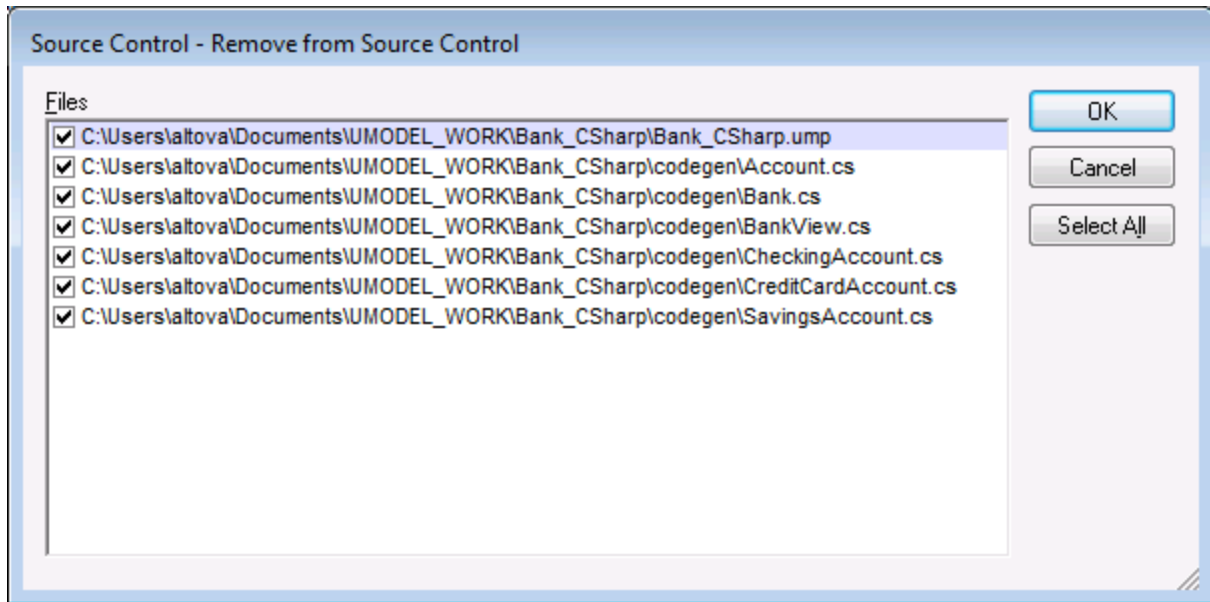 Source Control - Remove from Source Control
Files
C:\Users\altova\Documents\UMODEL_WORK\Bank_CSharp\Bank_CSharp.ump
C:\Users\altova\Documents\UMODEL_WORK\Bank_CSharp\codegen\Account.cs
C:\Users\altova\Documents\UMODEL_WORK\Bank_CSharp\codegen\Bank.cs
C:\Users\altova\Documents\UMODEL_WORK\Bank_CSharp\codegen\BankView.cs
C:\Users\altova\Documents\UMODEL_WORK\Bank_CSharp\codegen\CheckingAccount.cs
C:\Users\altova\Documents\UMODEL_WORK\Bank_CSharp\codegen\CreditCardAccount.cs
C:\Users\altova\Documents\UMODEL_WORK\Bank_CSharp\codegen\SavingsAccount.cs
OK
Cancel
Select All